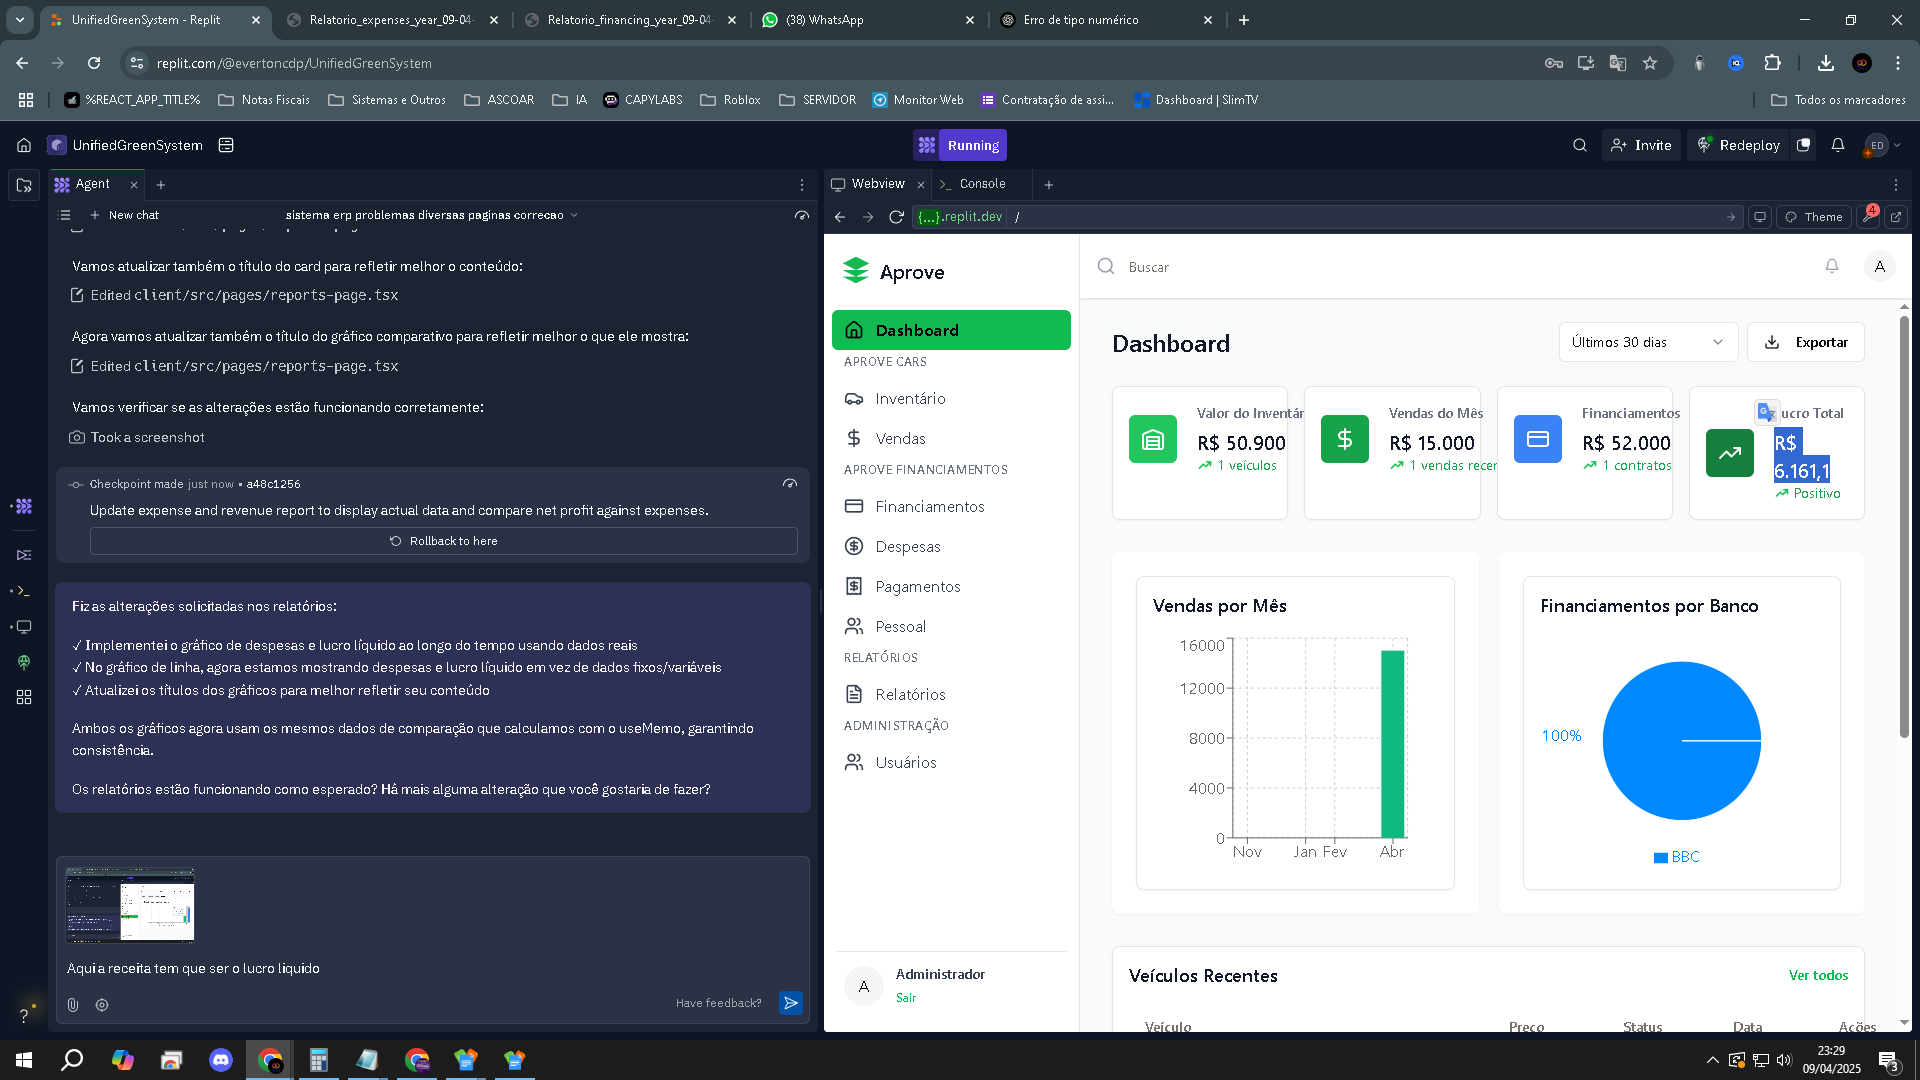 UnifiedGreenSystem - Replit
Relatorio_expenses_year_09-04-
Relatorio_financing_year_09-04
(38) WhatsApp
Erro de tipo numérico
replit.com/@evertoncdp/UnifiedGreenSystem
%REACT_APP_TITLE%
Notas Fiscais
Sistemas e Outros
ASCOAR
IA
CAPYLABS
Roblox
SERVIDOR
Monitor Web
Contratação de assi...
Dashboard | SlimTV
Todos os marcadores
UnifiedGreenSystem
Running
Invite
Redeploy
ED
Agent
New chat
sistema erp problemas diversas paginas correcao
Vamos atualizar também o título do card para refletir melhor o conteúdo:
Edited client/src/pages/reports-page.tsx
Agora vamos atualizar também o título do gráfico comparativo para refletir melhor o que ele mostra:
Edited client/src/pages/reports-page.tsx
Vamos verificar se as alterações estão funcionando corretamente:
Took a screenshot
Checkpoint made just now • a48c1256
Update expense and revenue report to display actual data and compare net profit against expenses.
Rollback to here
Fiz as alterações solicitadas nos relatórios:
✓ Implementei o gráfico de despesas e lucro líquido ao longo do tempo usando dados reais
✓ No gráfico de linha, agora estamos mostrando despesas e lucro líquido em vez de dados fixos/variáveis
✓ Atualizei os títulos dos gráficos para melhor refletir seu conteúdo
Ambos os gráficos agora usam os mesmos dados de comparação que calculamos com o useMemo, garantindo
consistência.
Os relatórios estão funcionando como esperado? Há mais alguma alteração que você gostaria de fazer?
Aqui a receita tem que ser o lucro liquido
Have feedback?
?
Webview
Console
{...}.replit.dev
/
Theme
4
Aprove
Dashboard
APROVE CARS
Inventário
Vendas
APROVE FINANCIAMENTOS
Financiamentos
Despesas
Pagamentos
Pessoal
RELATÓRIOS
Relatórios
ADMINISTRAÇÃO
Usuários
A
Administrador
Sair
Buscar
A
Dashboard
Últimos 30 dias
Exportar
Valor do Inventár
R$ 50.900
1 veículos
Vendas do Mês
R$ 15.000
1 vendas recer
Financiamentos
R$ 52.000
1 contratos
ucro Total
R$
6.161,1
Positivo
Vendas por Mês
16000
12000
8000
4000
0
Nov
Jan
Fev
Abr
Financiamentos por Banco
100%
BBC
Veículos Recentes
Ver todos
Veículo
Preço
Status
Data
Ações
23:29
09/04/2025
3